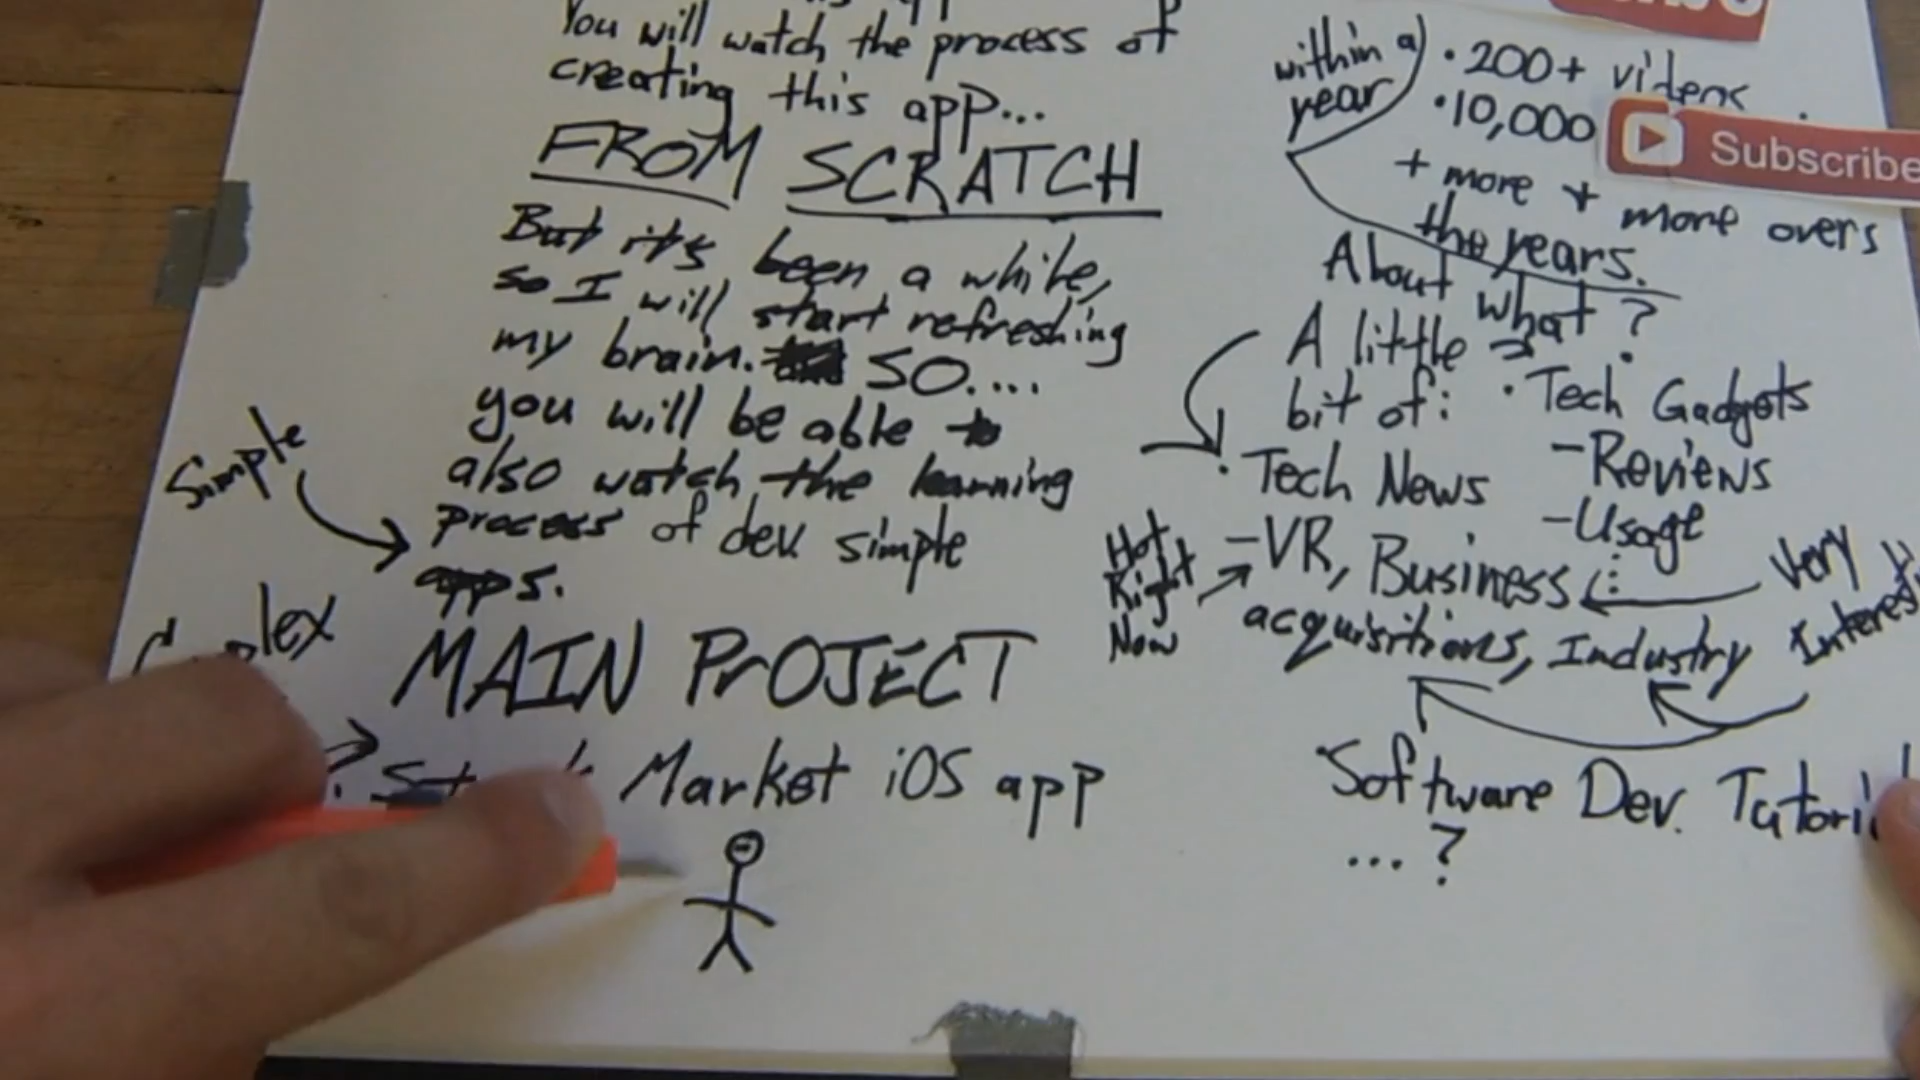 You will watch the process of
creating this app...
FROM SCRATCH
But it's been a while,
so I will start refreshing
my brain. SO....
you will be able to
also watch the learning
process of dev. simple
apps.
Simple
MAIN PrOJECT
Market iOS app
within a
year
• 200+ videos
• 10,000
Subscribe
+ more + more overs
the years.
About what?
A little
bit of:
• Tech Gadgets
- Reviews
- Usage
• Tech News
Hot
Right
Now
- VR, Business
acquisitions, Industry
Very
Software Dev.
...?